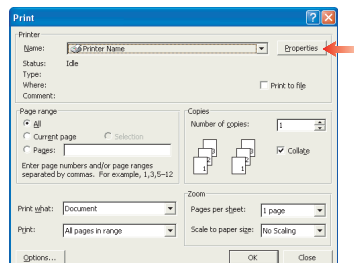 Print
Printer
Name: Printer Name Properties
Status: Idle
Type:
Where:
Comment:
Print to file
Page range
All
Current page Selection
Pages:
Enter page numbers and/or page ranges
separated by commas. For example, 1,3,5–12
Copies
Number of copies: 1
Collate
Print what: Document
Print: All pages in range
Zoom
Pages per sheet: 1 page
Scale to paper size: No Scaling
Options... OK Close